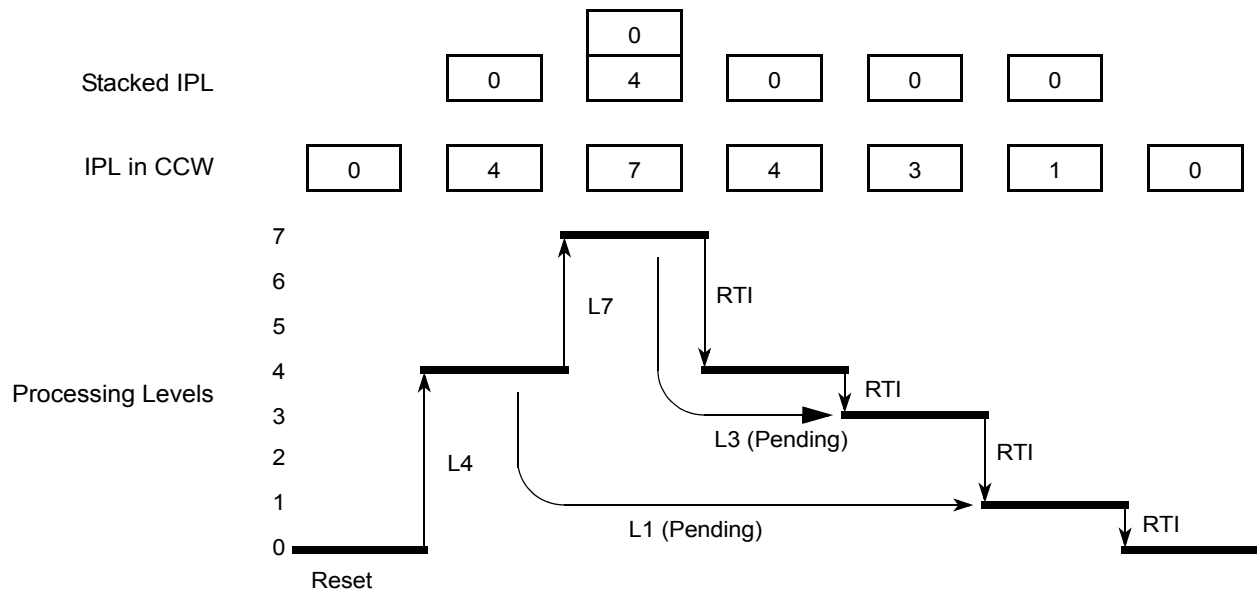 0
Stacked IPL 0 4 0 0 0
IPL in CCW 0 4 7 4 3 1 0
7
6
L7 RTI
5
4
Processing Levels RTI
3
L3 (Pending)
L4 RTI
2
1
L1 (Pending) RTI
0
Reset